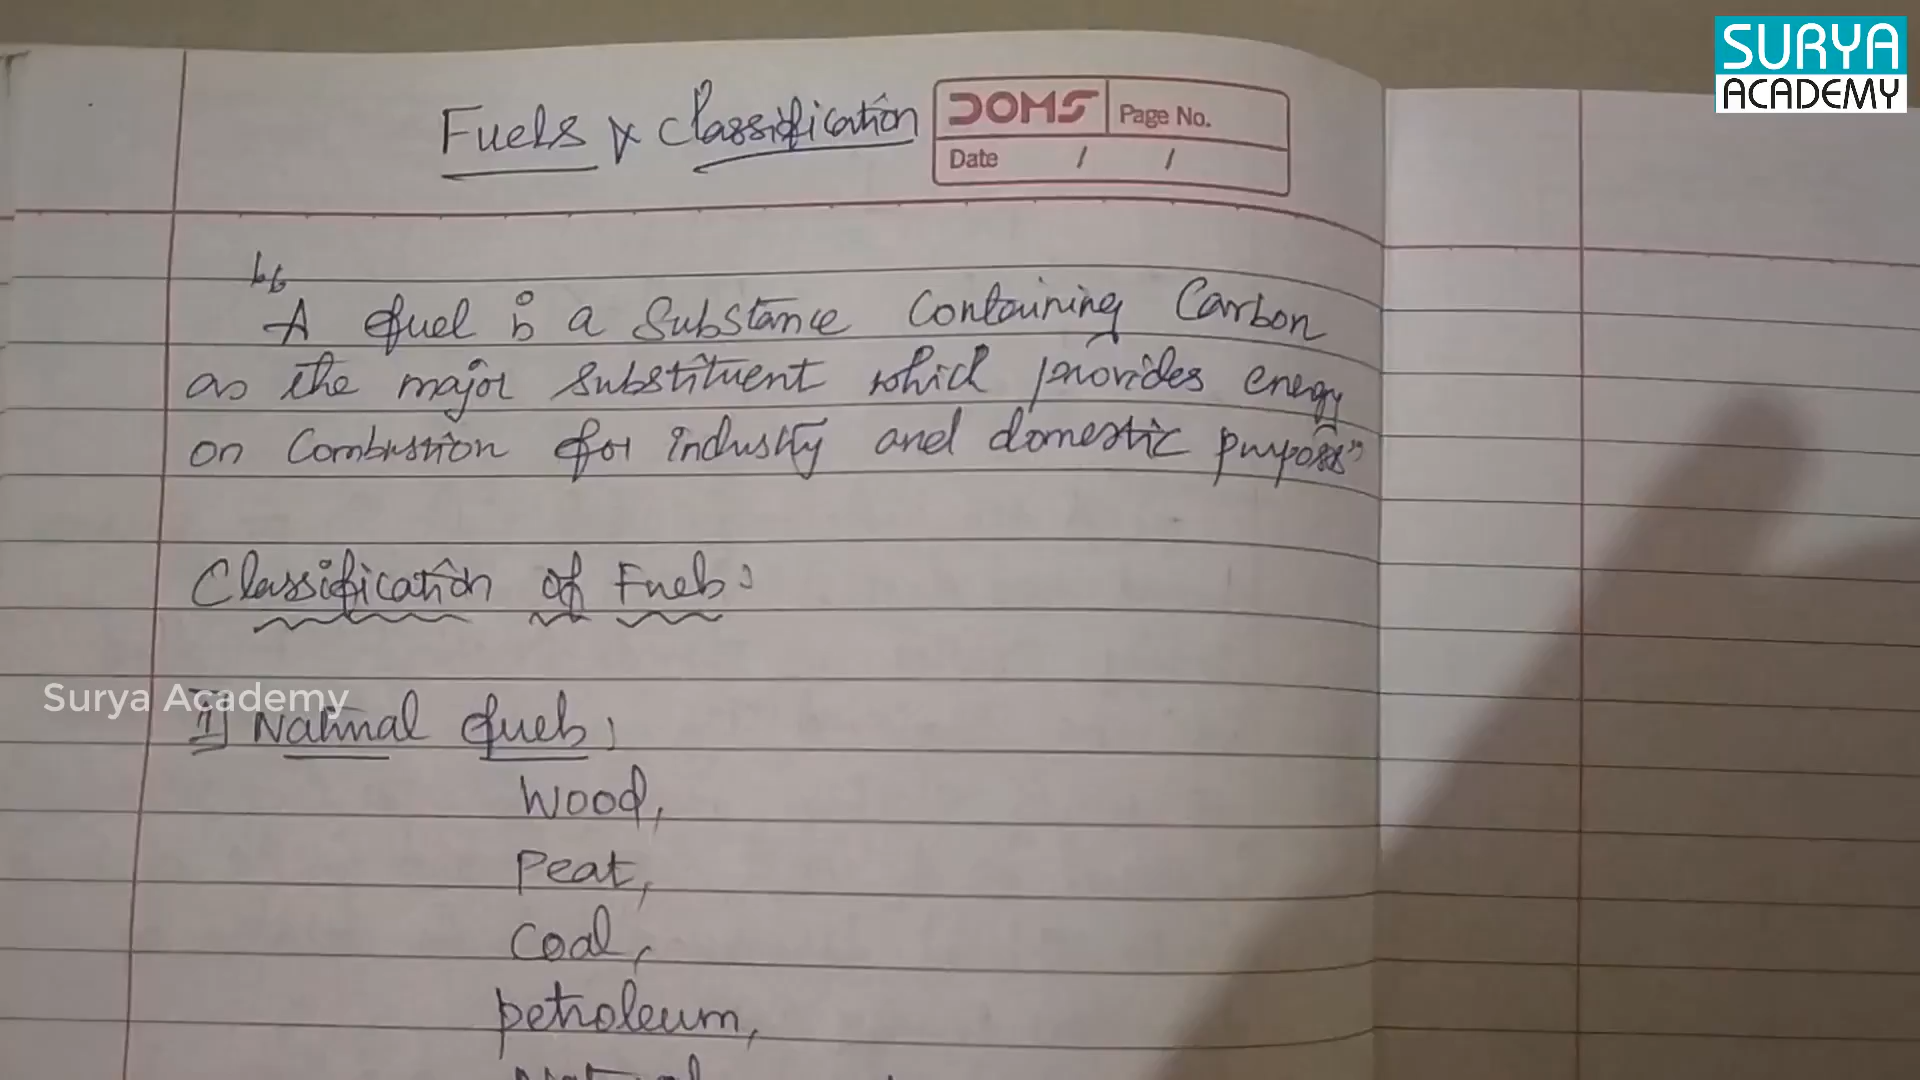 SURYA
ACADEMY
Fuels & classification
DOMS
Page No.
Date / /
"A fuel is a substance containing Carbon
as the major substituent which provides energy
on combustion for industry and domestic purposes"
Classification of Fuels:
Surya Academy
1] Natural fuels:
Wood,
Peat,
Coal,
petroleum,
Natural